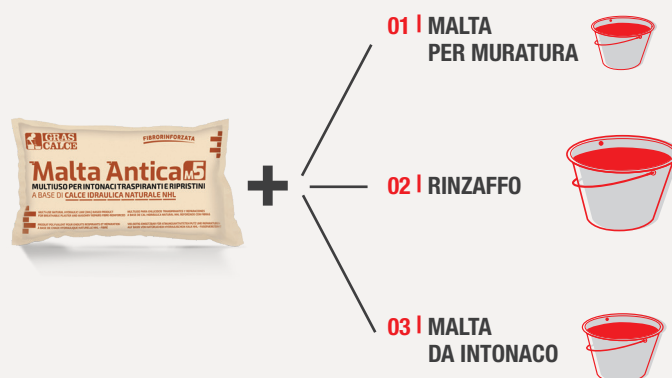 GRAS
CALCE
FIBRORINFORZATA
Malta Antica M5
MULTIUSO PER INTONACI TRASPIRANTI E RIPRISTINI
A BASE DI CALCE IDRAULICA NATURALE NHL
+
01 | MALTA
PER MURATURA
02 | RINZAFFO
03 | MALTA
DA INTONACO